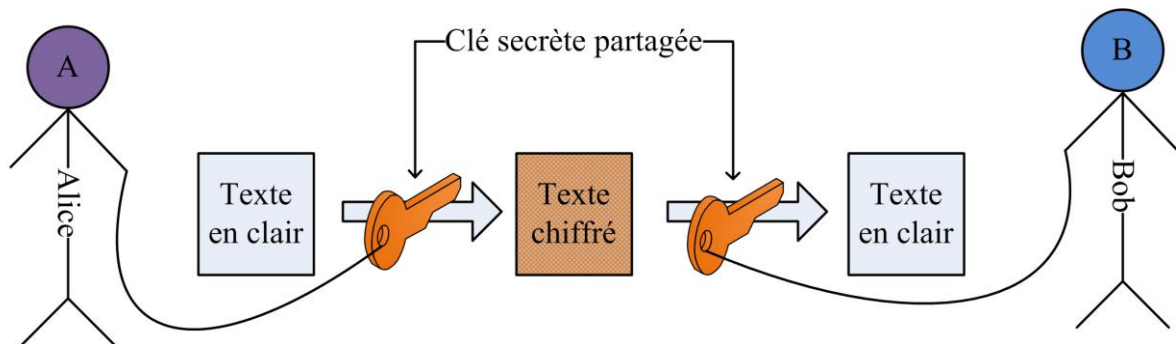 A
Clé secrète partagée
B
Alice
Texte
en clair
Texte
chiffré
Texte
en clair
Bob